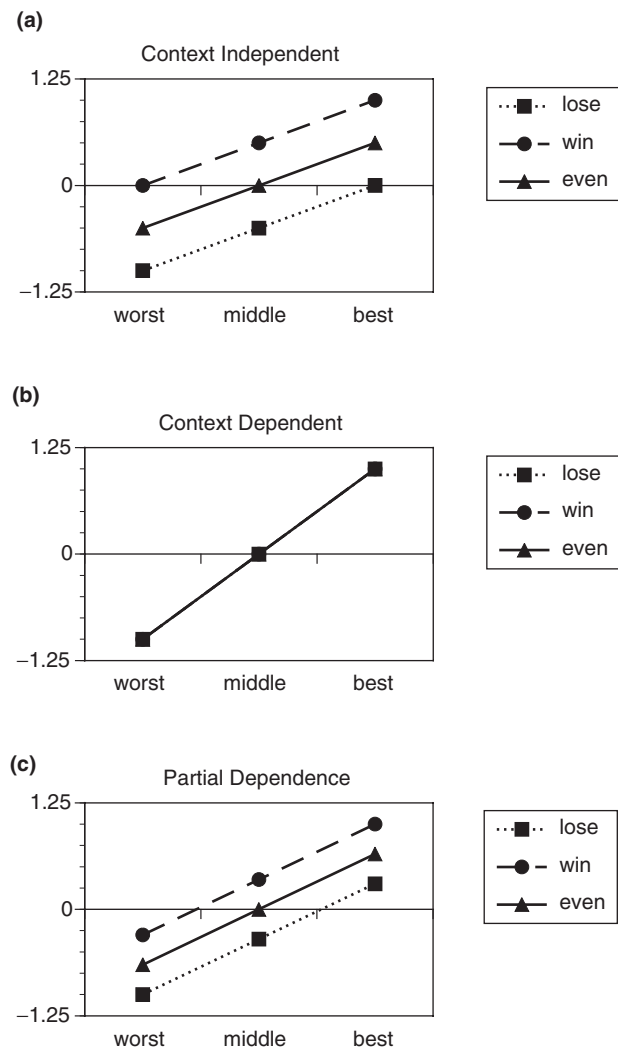 (a)
Context Independent
1.25
0
−1.25
worst middle best
lose
win
even
(b)
Context Dependent
1.25
0
−1.25
worst middle best
lose
win
even
(c)
Partial Dependence
1.25
0
−1.25
worst middle best
lose
win
even